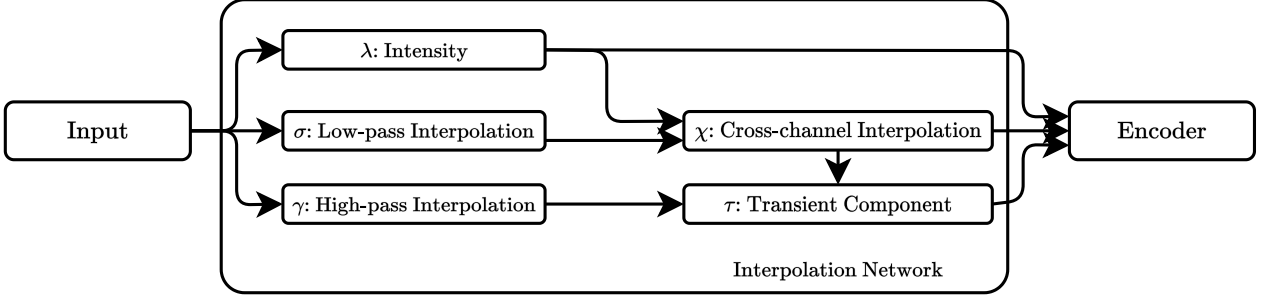 λ: Intensity
Input
σ: Low-pass Interpolation
χ: Cross-channel Interpolation
Encoder
γ: High-pass Interpolation
τ: Transient Component
Interpolation Network